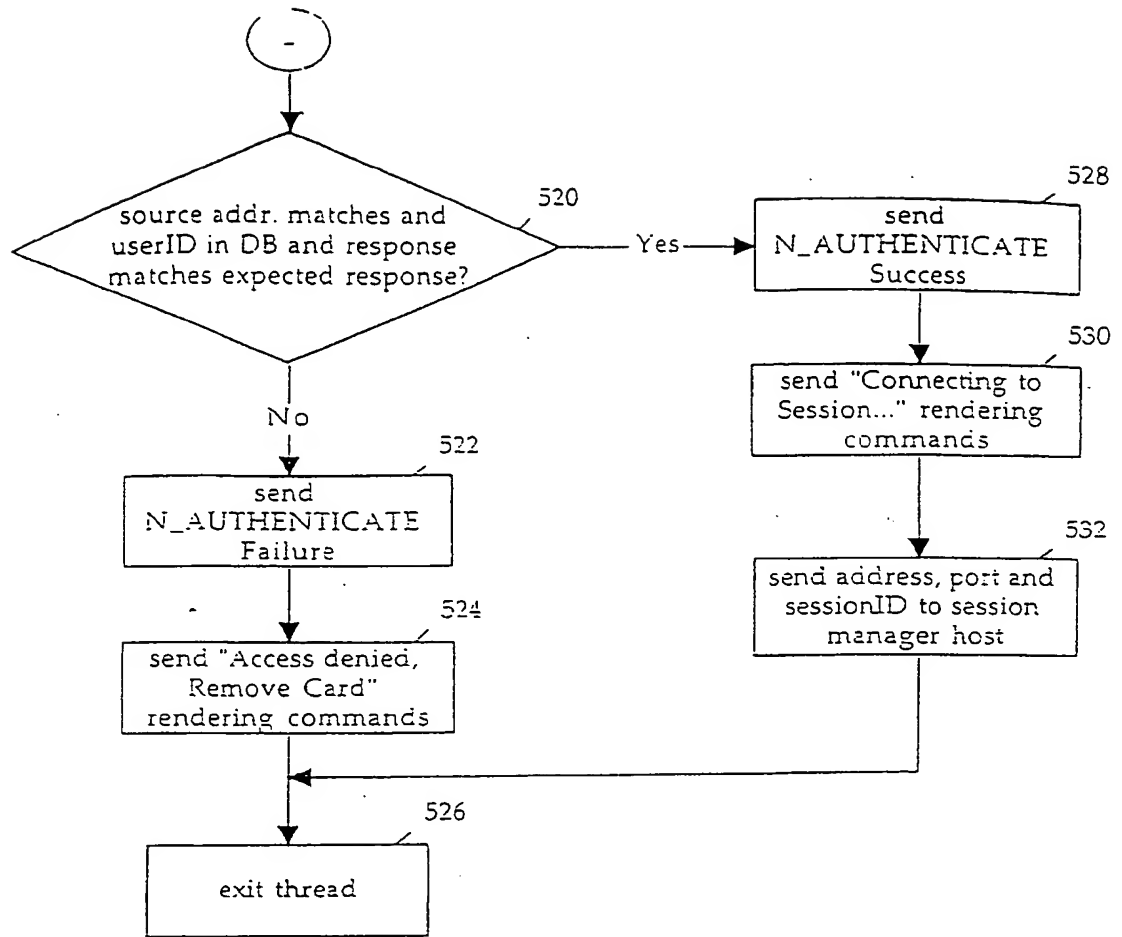 source addr. matches and
userID in DB and response
matches expected response?
520
Yes
528
send
N_AUTHENTICATE
Success
530
send "Connecting to
Session..." rendering
commands
532
send address, port and
sessionID to session
manager host
No
522
send
N_AUTHENTICATE
Failure
524
send "Access denied,
Remove Card"
rendering commands
526
exit thread